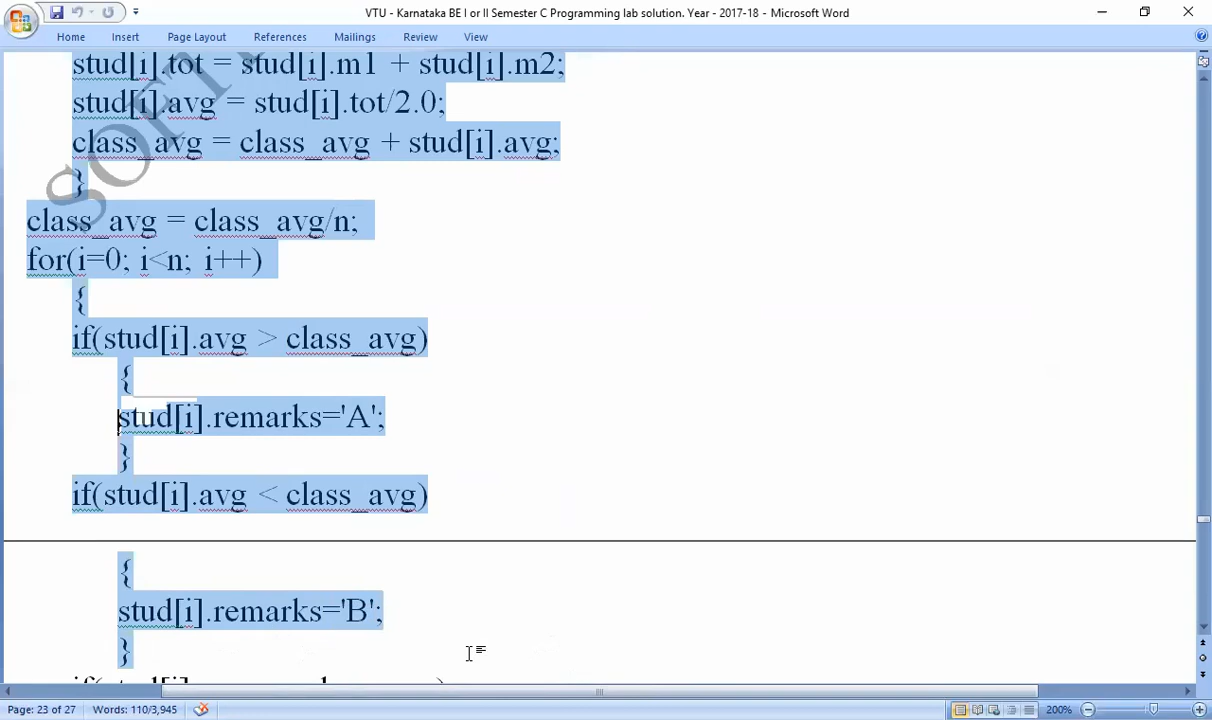 VTU - Karnataka BE I or II Semester C Programming lab solution. Year - 2017-18 - Microsoft Word
Home Insert Page Layout References Mailings Review View
stud[i].tot = stud[i].m1 + stud[i].m2;
stud[i].avg = stud[i].tot/2.0;
class_avg = class_avg + stud[i].avg;
}
class_avg = class_avg/n;
for(i=0; i<n; i++)
{
if(stud[i].avg > class_avg)
{
stud[i].remarks='A';
}
if(stud[i].avg < class_avg)
{
stud[i].remarks='B';
}
SOFT
Page: 23 of 27 Words: 110/3,945 200%